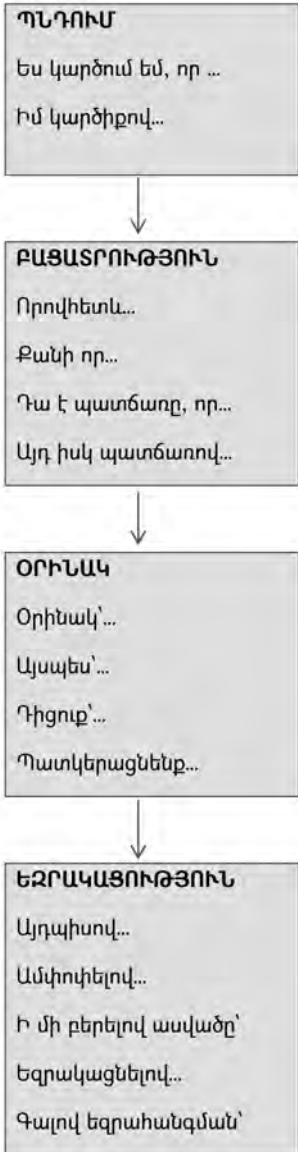 ՊՆԴՈՒՄ
Ես կարծում եմ, որ ...
Իմ կարծիքով...
ԲԱՑԱՏՐՈՒԹՅՈՒՆ
Որովհետև...
Քանի որ...
Դա է պատճառը, որ...
Այդ իսկ պատճառով...
ՕՐԻՆԱԿ
Օրինակ՝...
Այսպես՝...
Դիցուք՝...
Պատկերացնենք...
ԵԶՐԱԿԱՑՈՒԹՅՈՒՆ
Այդպիսով...
Ամփոփելով...
Ի մի բերելով ասվածը՝
Եզրակացնելով...
Գալով եզրահանգման՝